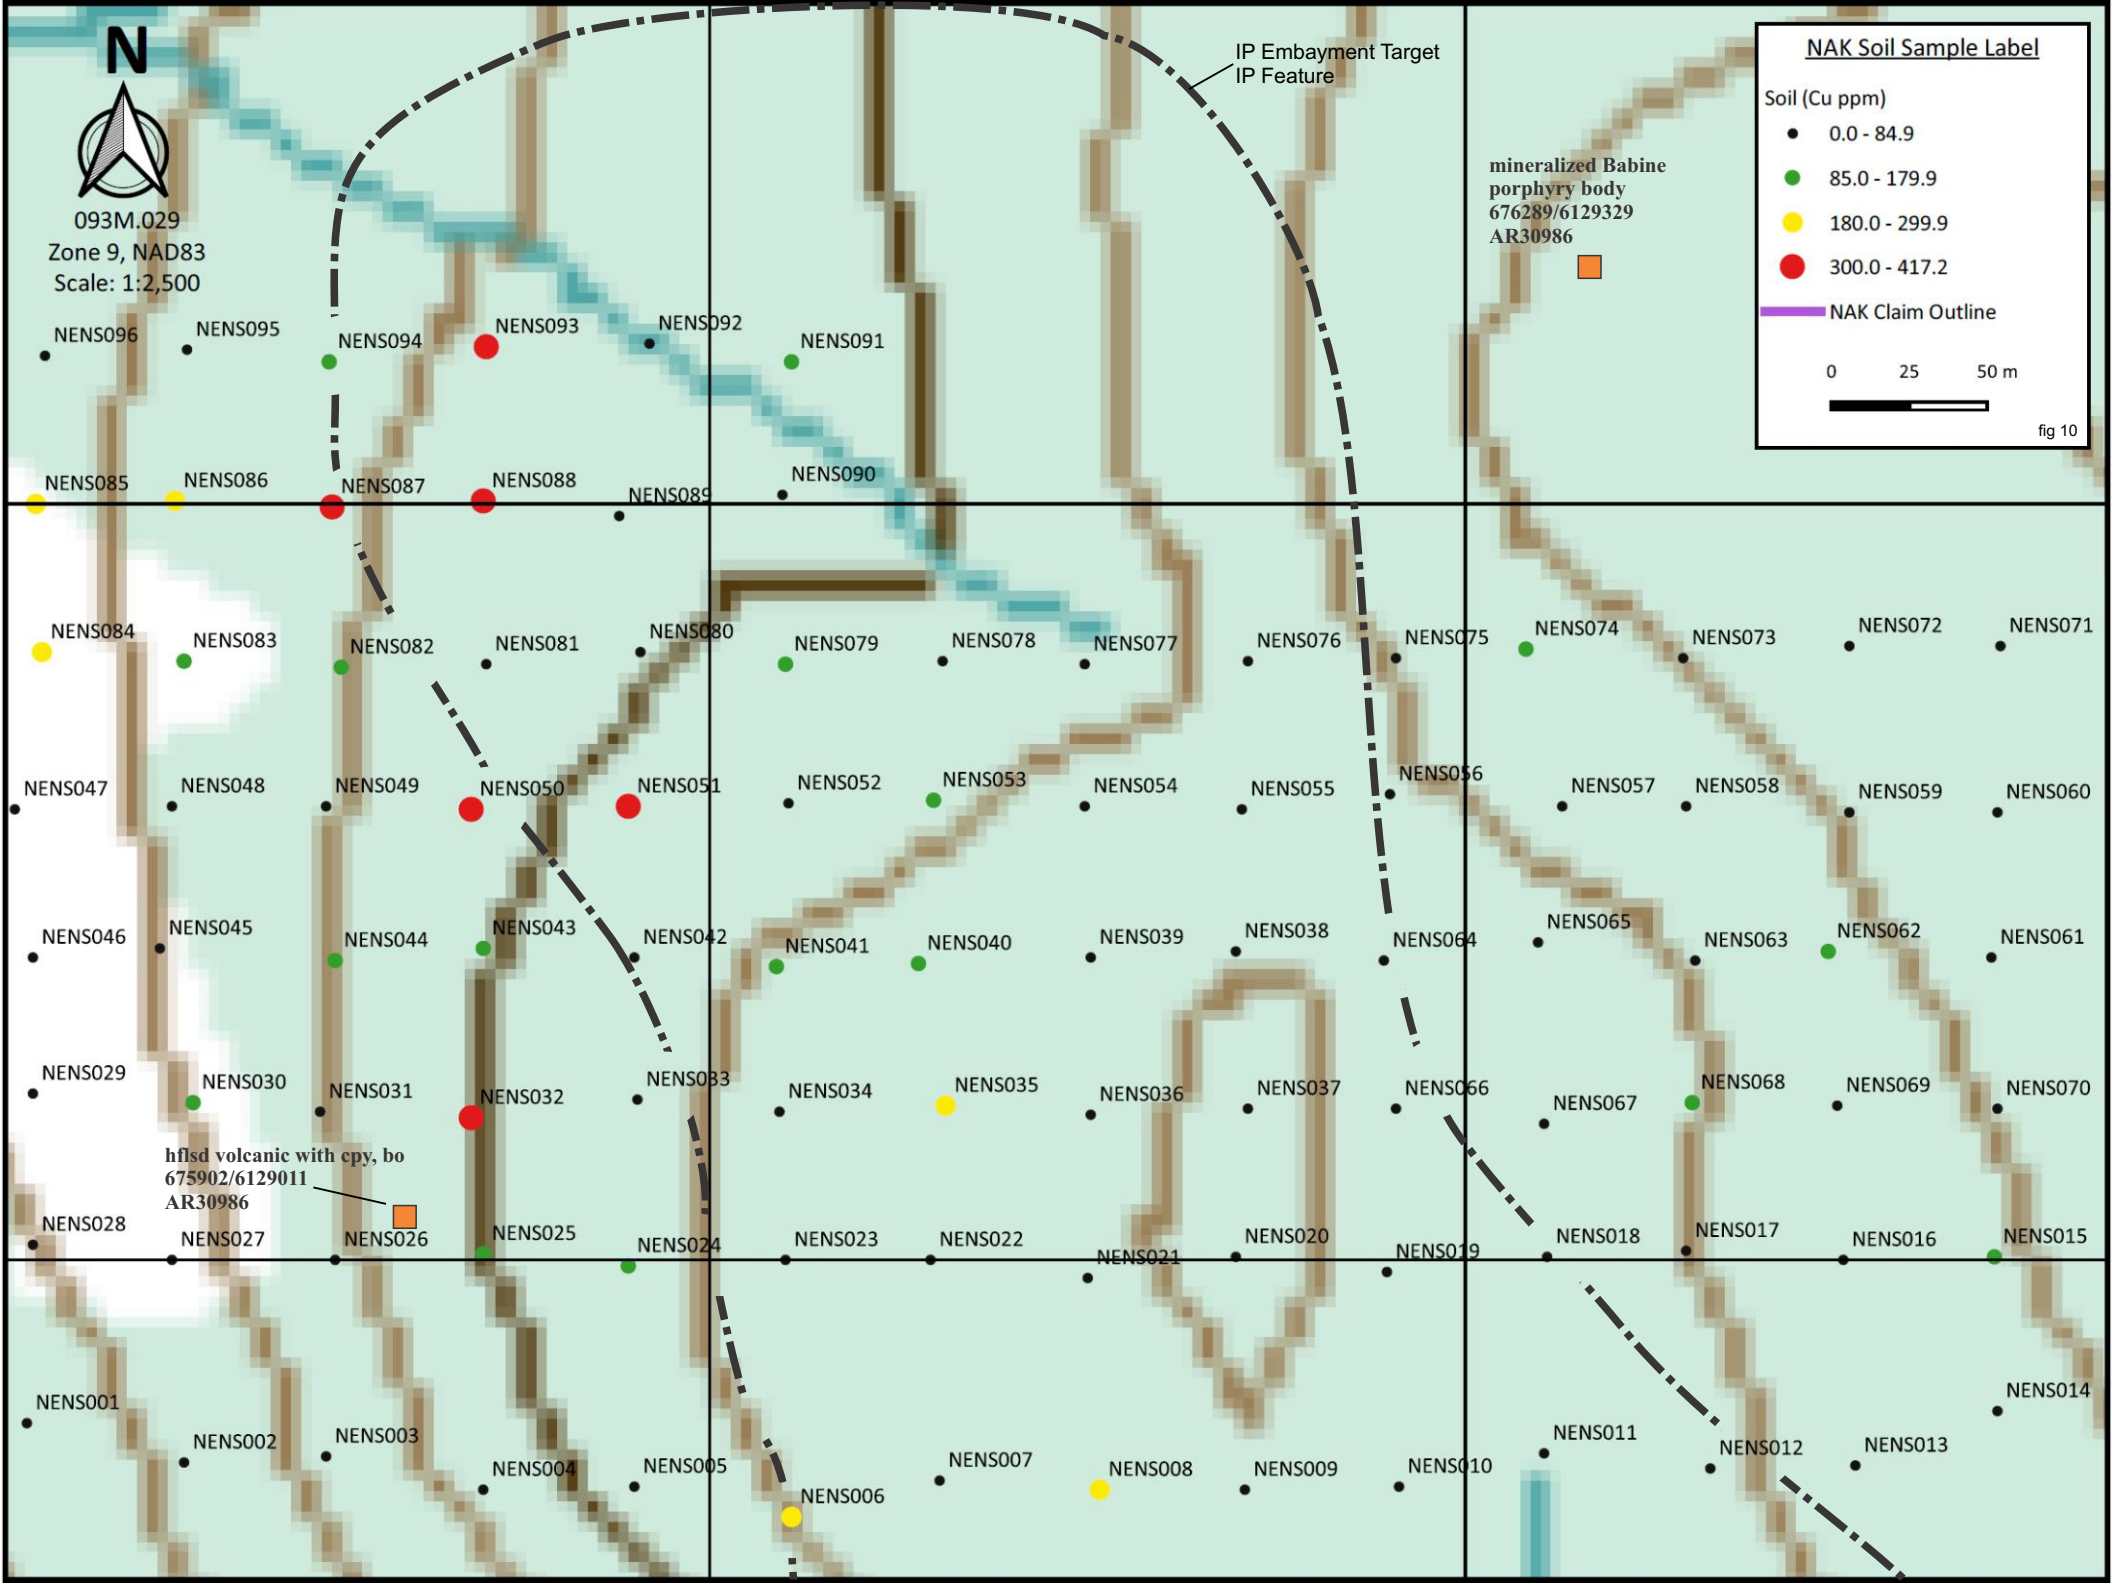 N
093M.029
Zone 9, NAD83
Scale: 1:2,500
IP Embayment Target
IP Feature
mineralized Babine
porphyry body
676289/6129329
AR30986
NAK Soil Sample Label
Soil (Cu ppm)
0.0 - 84.9
85.0 - 179.9
180.0 - 299.9
300.0 - 417.2
NAK Claim Outline
0 25 50 m
fig 10
NENS096 NENS095 NENS094 NENS093 NENS092 NENS091
NENS085 NENS086 NENS087 NENS088 NENS089 NENS090
NENS084 NENS083 NENS082 NENS081 NENS080 NENS079 NENS078 NENS077 NENS076 NENS075 NENS074 NENS073 NENS072 NENS071
NENS047 NENS048 NENS049 NENS050 NENS051 NENS052 NENS053 NENS054 NENS055 NENS056 NENS057 NENS058 NENS059 NENS060
NENS046 NENS045 NENS044 NENS043 NENS042 NENS041 NENS040 NENS039 NENS038 NENS064 NENS065 NENS063 NENS062 NENS061
NENS029 NENS030 NENS031 NENS032 NENS033 NENS034 NENS035 NENS036 NENS037 NENS066 NENS067 NENS068 NENS069 NENS070
hflsd volcanic with cpy, bo
675902/6129011
AR30986
NENS028 NENS027 NENS026 NENS025 NENS024 NENS023 NENS022 NENS021 NENS020 NENS019 NENS018 NENS017 NENS016 NENS015
NENS001 NENS002 NENS003 NENS004 NENS005 NENS006 NENS007 NENS008 NENS009 NENS010 NENS011 NENS012 NENS013 NENS014